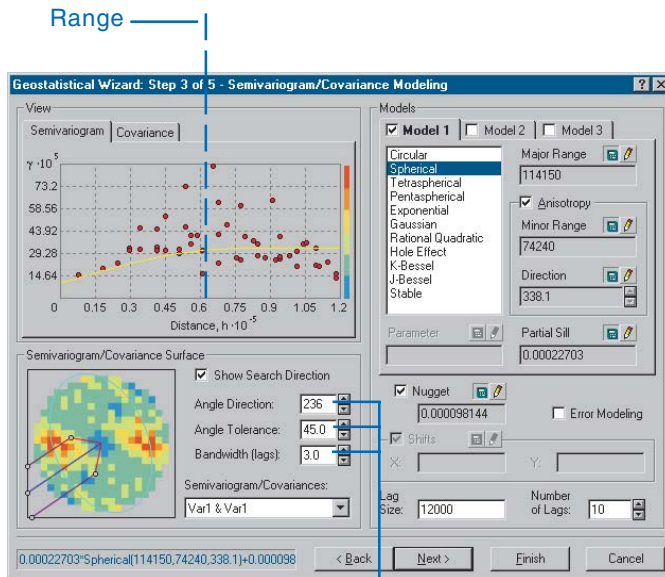 Range
Geostatistical Wizard: Step 3 of 5 - Semivariogram/Covariance Modeling
View
Semivariogram Covariance
γ·10⁵
73.2
58.56
43.92
29.28
14.64
0 0.15 0.3 0.45 0.6 0.75 0.9 1.05 1.2
Distance, h·10⁻⁵
Semivariogram/Covariance Surface
Show Search Direction
Angle Direction: 236
Angle Tolerance: 45.0
Bandwidth (lags): 3.0
Semivariogram/Covariances:
Var1 & Var1
Models
Model 1 Model 2 Model 3
Circular
Spherical
Tetraspherical
Pentaspherical
Exponential
Gaussian
Rational Quadratic
Hole Effect
K-Bessel
J-Bessel
Stable
Major Range
114150
Anisotropy
Minor Range
74240
Direction
338.1
Parameter
Partial Sill
0.00022703
Nugget
0.000098144
Error Modeling
Shifts
X: Y:
Lag Size: 12000
Number of Lags: 10
0.00022703*Spherical(114150,74240,338.1)+0.000098
< Back Next > Finish Cancel